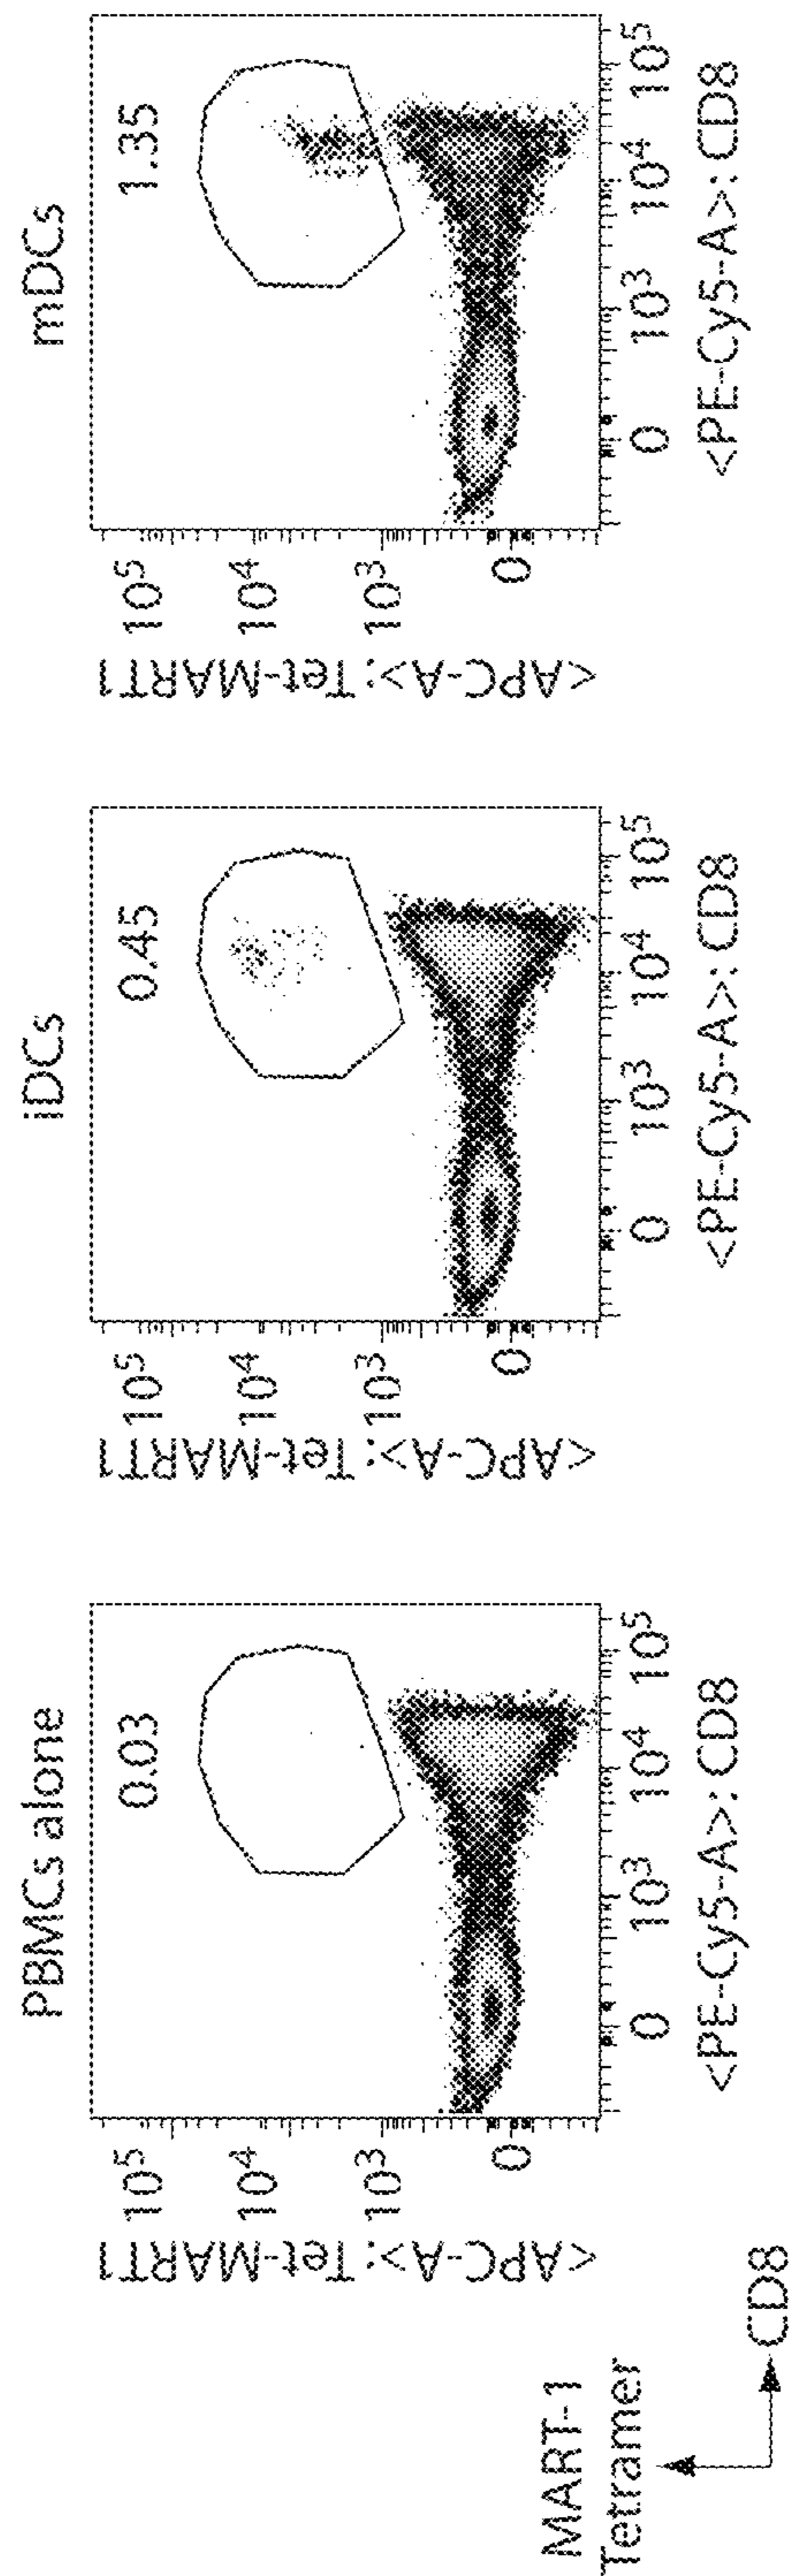 PBMCs alone
0.03
<APC-A>:Tet-MART1
10⁵
10⁴
10³
0
0 10³ 10⁴ 10⁵
<PE-Cy5-A>: CD8
iDCs
0.45
<APC-A>:Tet-MART1
10⁵
10⁴
10³
0
0 10³ 10⁴ 10⁵
<PE-Cy5-A>: CD8
mDCs
1.35
<APC-A>:Tet-MART1
10⁵
10⁴
10³
0
0 10³ 10⁴ 10⁵
<PE-Cy5-A>: CD8
MART-1
Tetramer
CD8